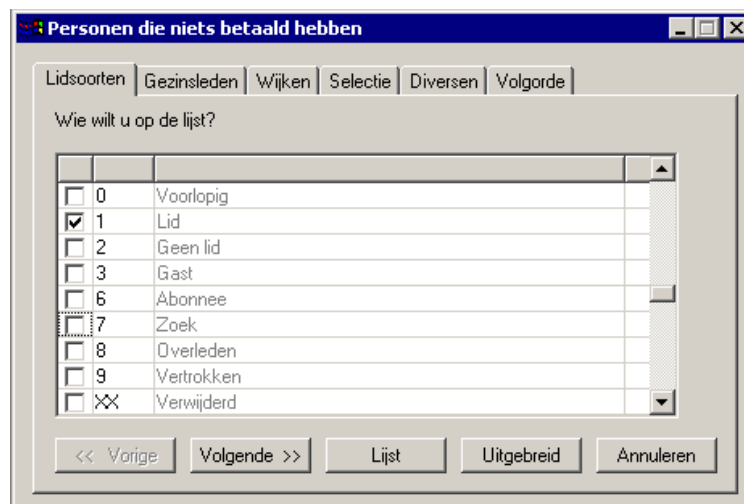 Personen die niets betaald hebben
Lidsoorten Gezinsleden Wijken Selectie Diversen Volgorde
Wie wilt u op de lijst?
0 Voorlopig
1 Lid
2 Geen lid
3 Gast
6 Abonnee
7 Zoek
8 Overleden
9 Vertrokken
XX Verwijderd
<< Vorige Volgende >> Lijst Uitgebreid Annuleren